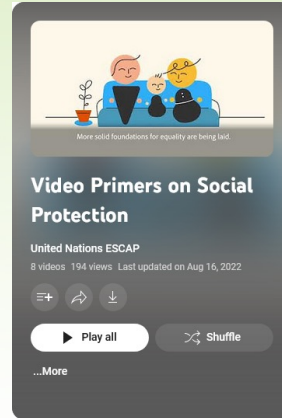 More solid foundations for equality are being laid.
Video Primers on Social
Protection
United Nations ESCAP
8 videos 194 views Last updated on Aug 16, 2022
Play all
Shuffle
...More